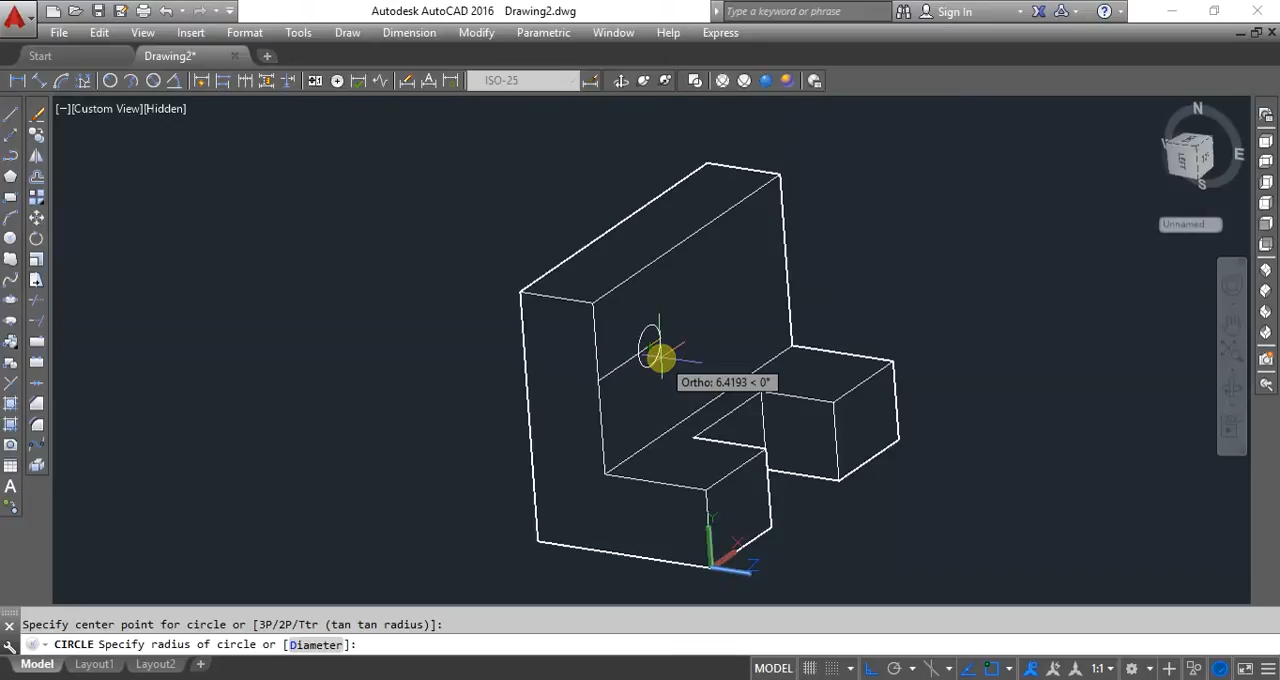 Autodesk AutoCAD 2016 Drawing2.dwg
Type a keyword or phrase
Sign In
File Edit View Insert Format Tools Draw Dimension Modify Parametric Window Help Express
Start
Drawing2*
ISO-25
[−][Custom View][Hidden]
N
E
S
LEFT
Unnamed
Ortho: 6.4193 < 0°
Y
X
Z
Specify center point for circle or [3P/2P/Ttr (tan tan radius)]:
CIRCLE Specify radius of circle or [Diameter]:
Model Layout1 Layout2
MODEL
1:1